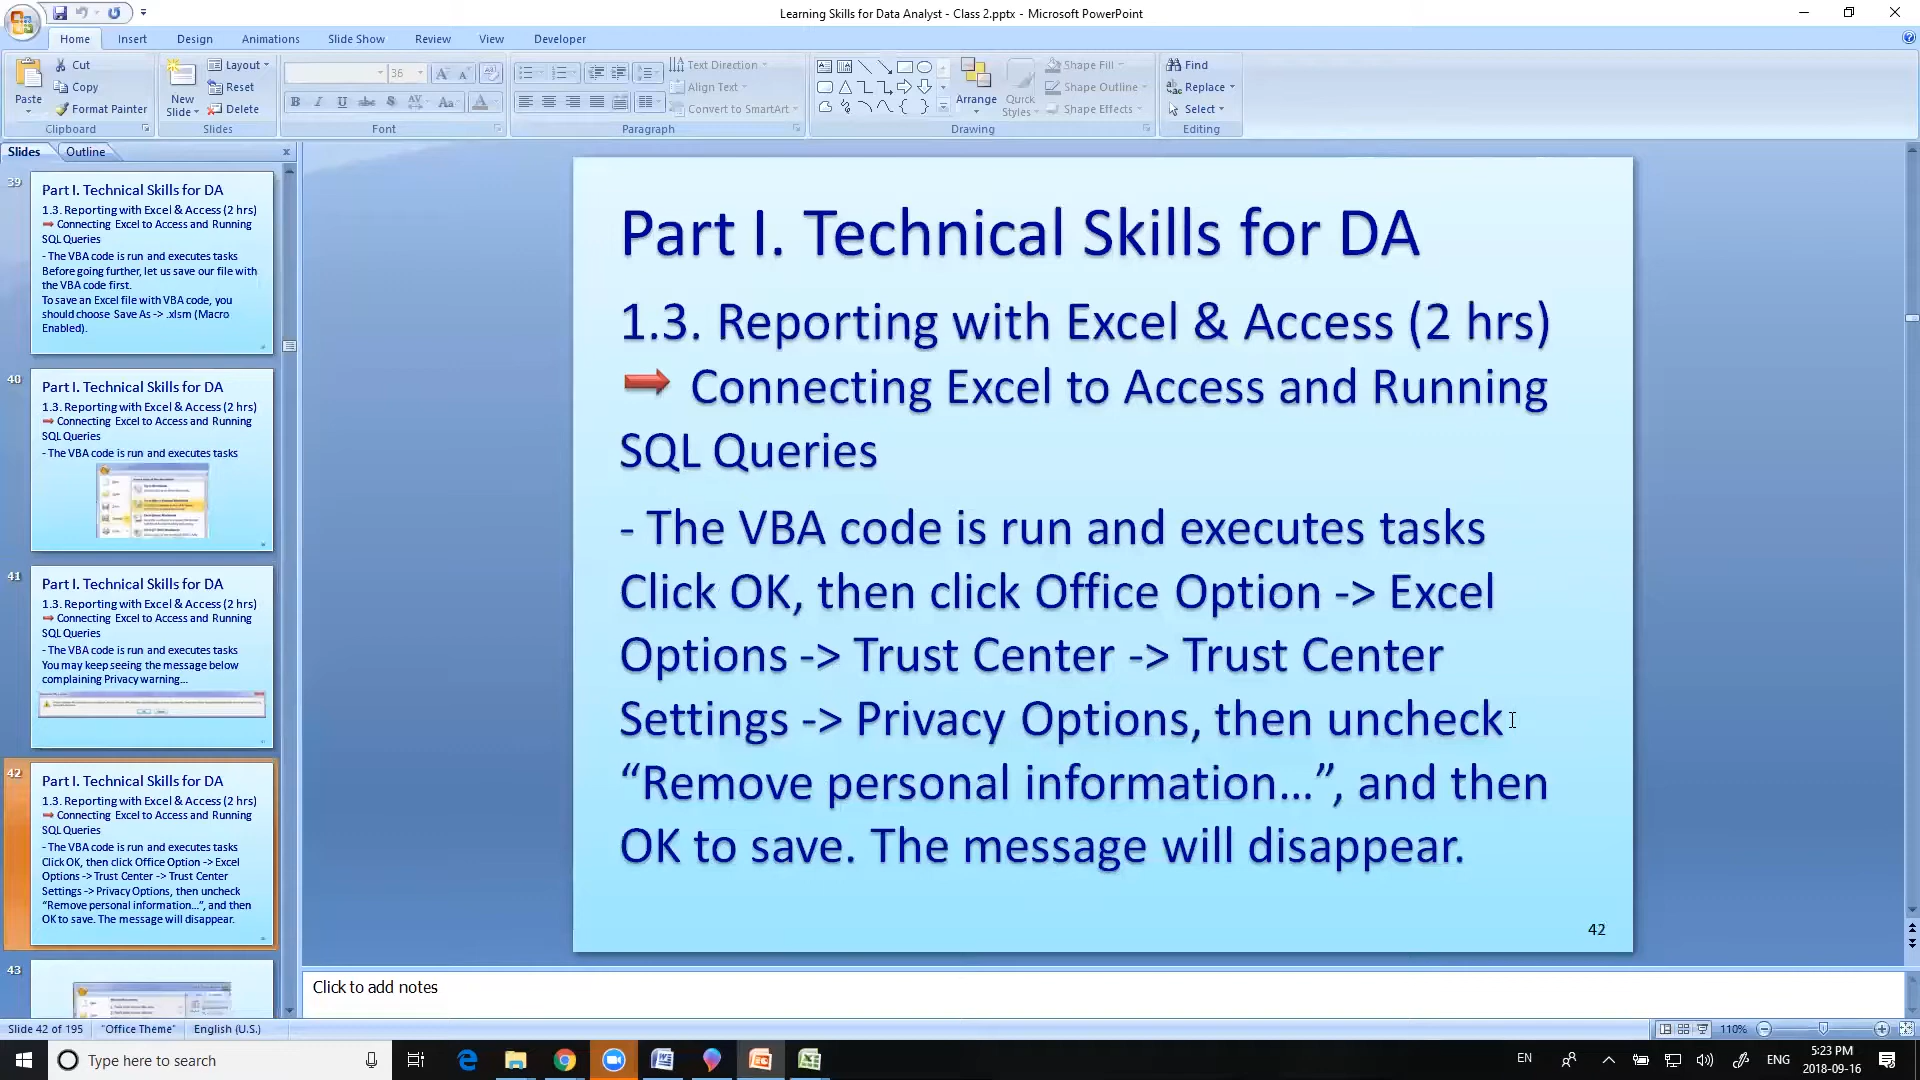 Learning Skills for Data Analyst - Class 2.pptx - Microsoft PowerPoint
Home Insert Design Animations Slide Show Review View Developer
Paste
Cut
Copy
Format Painter
Clipboard
New Slide
Layout
Reset
Delete
Slides
36
B I U abc S AV Aa A
Font
Text Direction
Align Text
Convert to SmartArt
Paragraph
Arrange
Quick Styles
Shape Fill
Shape Outline
Shape Effects
Drawing
Find
Replace
Select
Editing
Slides Outline
39
Part I. Technical Skills for DA
1.3. Reporting with Excel & Access (2 hrs)
Connecting Excel to Access and Running
SQL Queries
- The VBA code is run and executes tasks
Before going further, let us save our file with
the VBA code first.
To save an Excel file with VBA code, you
should choose Save As -> .xlsm (Macro
Enabled).
40
Part I. Technical Skills for DA
1.3. Reporting with Excel & Access (2 hrs)
Connecting Excel to Access and Running
SQL Queries
- The VBA code is run and executes tasks
41
Part I. Technical Skills for DA
1.3. Reporting with Excel & Access (2 hrs)
Connecting Excel to Access and Running
SQL Queries
- The VBA code is run and executes tasks
You may keep seeing the message below
complaining Privacy warning...
42
Part I. Technical Skills for DA
1.3. Reporting with Excel & Access (2 hrs)
Connecting Excel to Access and Running
SQL Queries
- The VBA code is run and executes tasks
Click OK, then click Office Option -> Excel
Options -> Trust Center -> Trust Center
Settings -> Privacy Options, then uncheck
“Remove personal information...”, and then
OK to save. The message will disappear.
43
Part I. Technical Skills for DA
1.3. Reporting with Excel & Access (2 hrs)
Connecting Excel to Access and Running
SQL Queries
- The VBA code is run and executes tasks
Click OK, then click Office Option -> Excel
Options -> Trust Center -> Trust Center
Settings -> Privacy Options, then uncheck
“Remove personal information...”, and then
OK to save. The message will disappear.
42
Click to add notes
Slide 42 of 195 "Office Theme" English (U.S.) 110%
Type here to search
EN
ENG
5:23 PM
2018-09-16